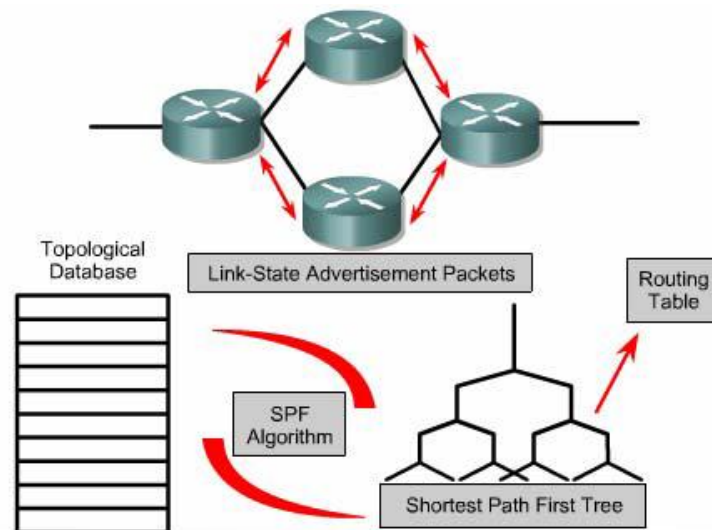 Topological
Database
Link-State Advertisement Packets
Routing
Table
SPF
Algorithm
Shortest Path First Tree